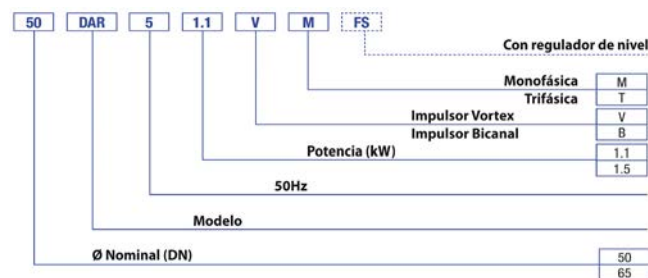 50 DAR 5 1.1 V M FS
Con regulador de nivel
Monofásica M
Trifásica T
Impulsor Vortex V
Impulsor Bicanal B
Potencia (kW) 1.1
1.5
50Hz
Modelo
Ø Nominal (DN) 50
65